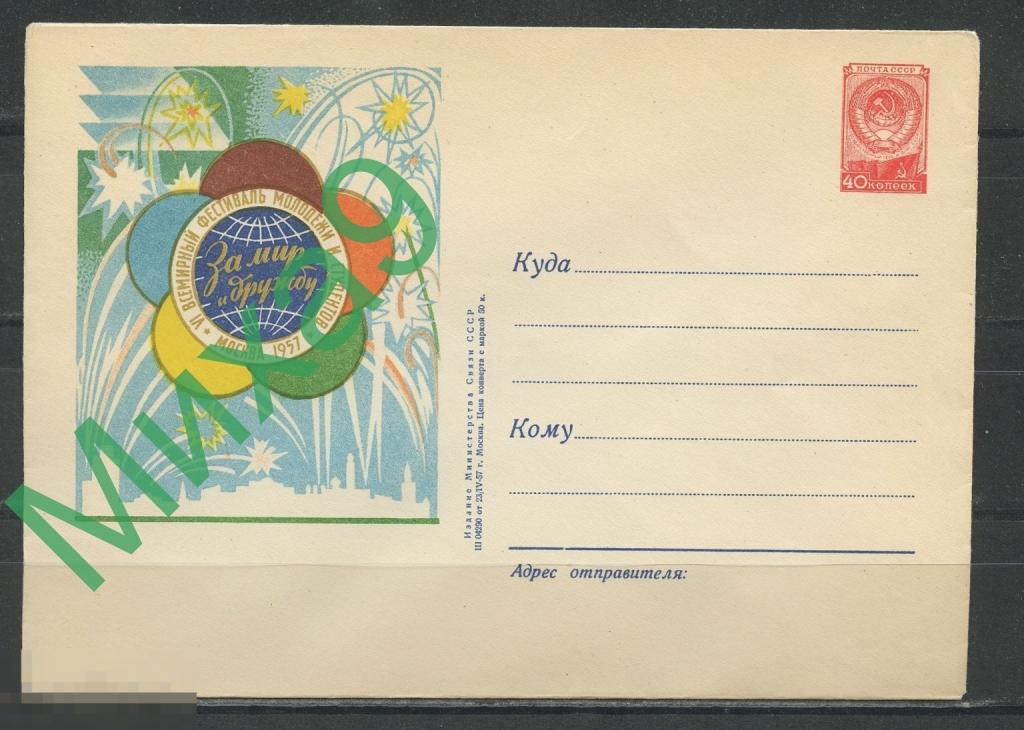 ПОЧТА СССР
40 КОПЕЕК
VI ВСЕМИРНЫЙ ФЕСТИВАЛЬ МОЛОДЕЖИ И СТУДЕНТОВ
За мир
и дружбу
★ МОСКВА 1957 ★
Куда
Кому
Адрес отправителя:
Издание Министерства Связи СССР
Ш 04290 от 23/IV-57 г. Москва. Цена конверта с маркой 50 к.